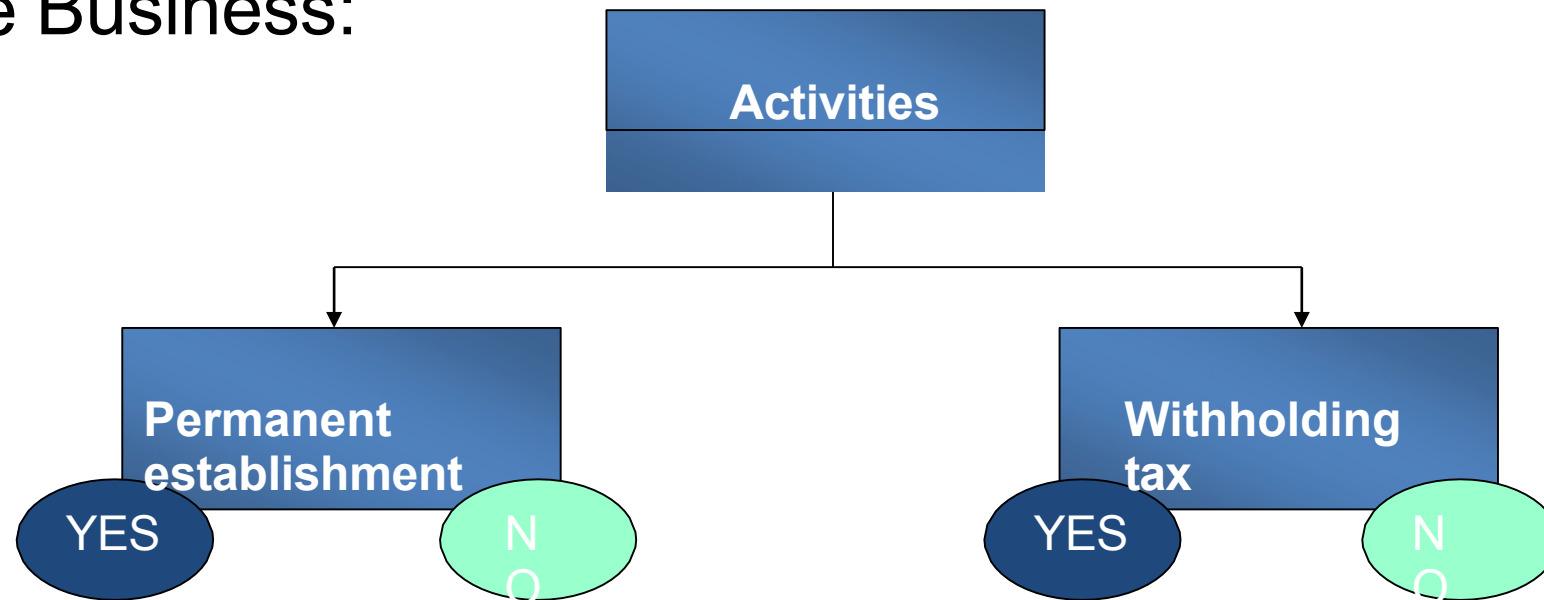 e Business:
Activities
Permanent
establishment
Withholding
tax
YES
N
O
YES
N
O